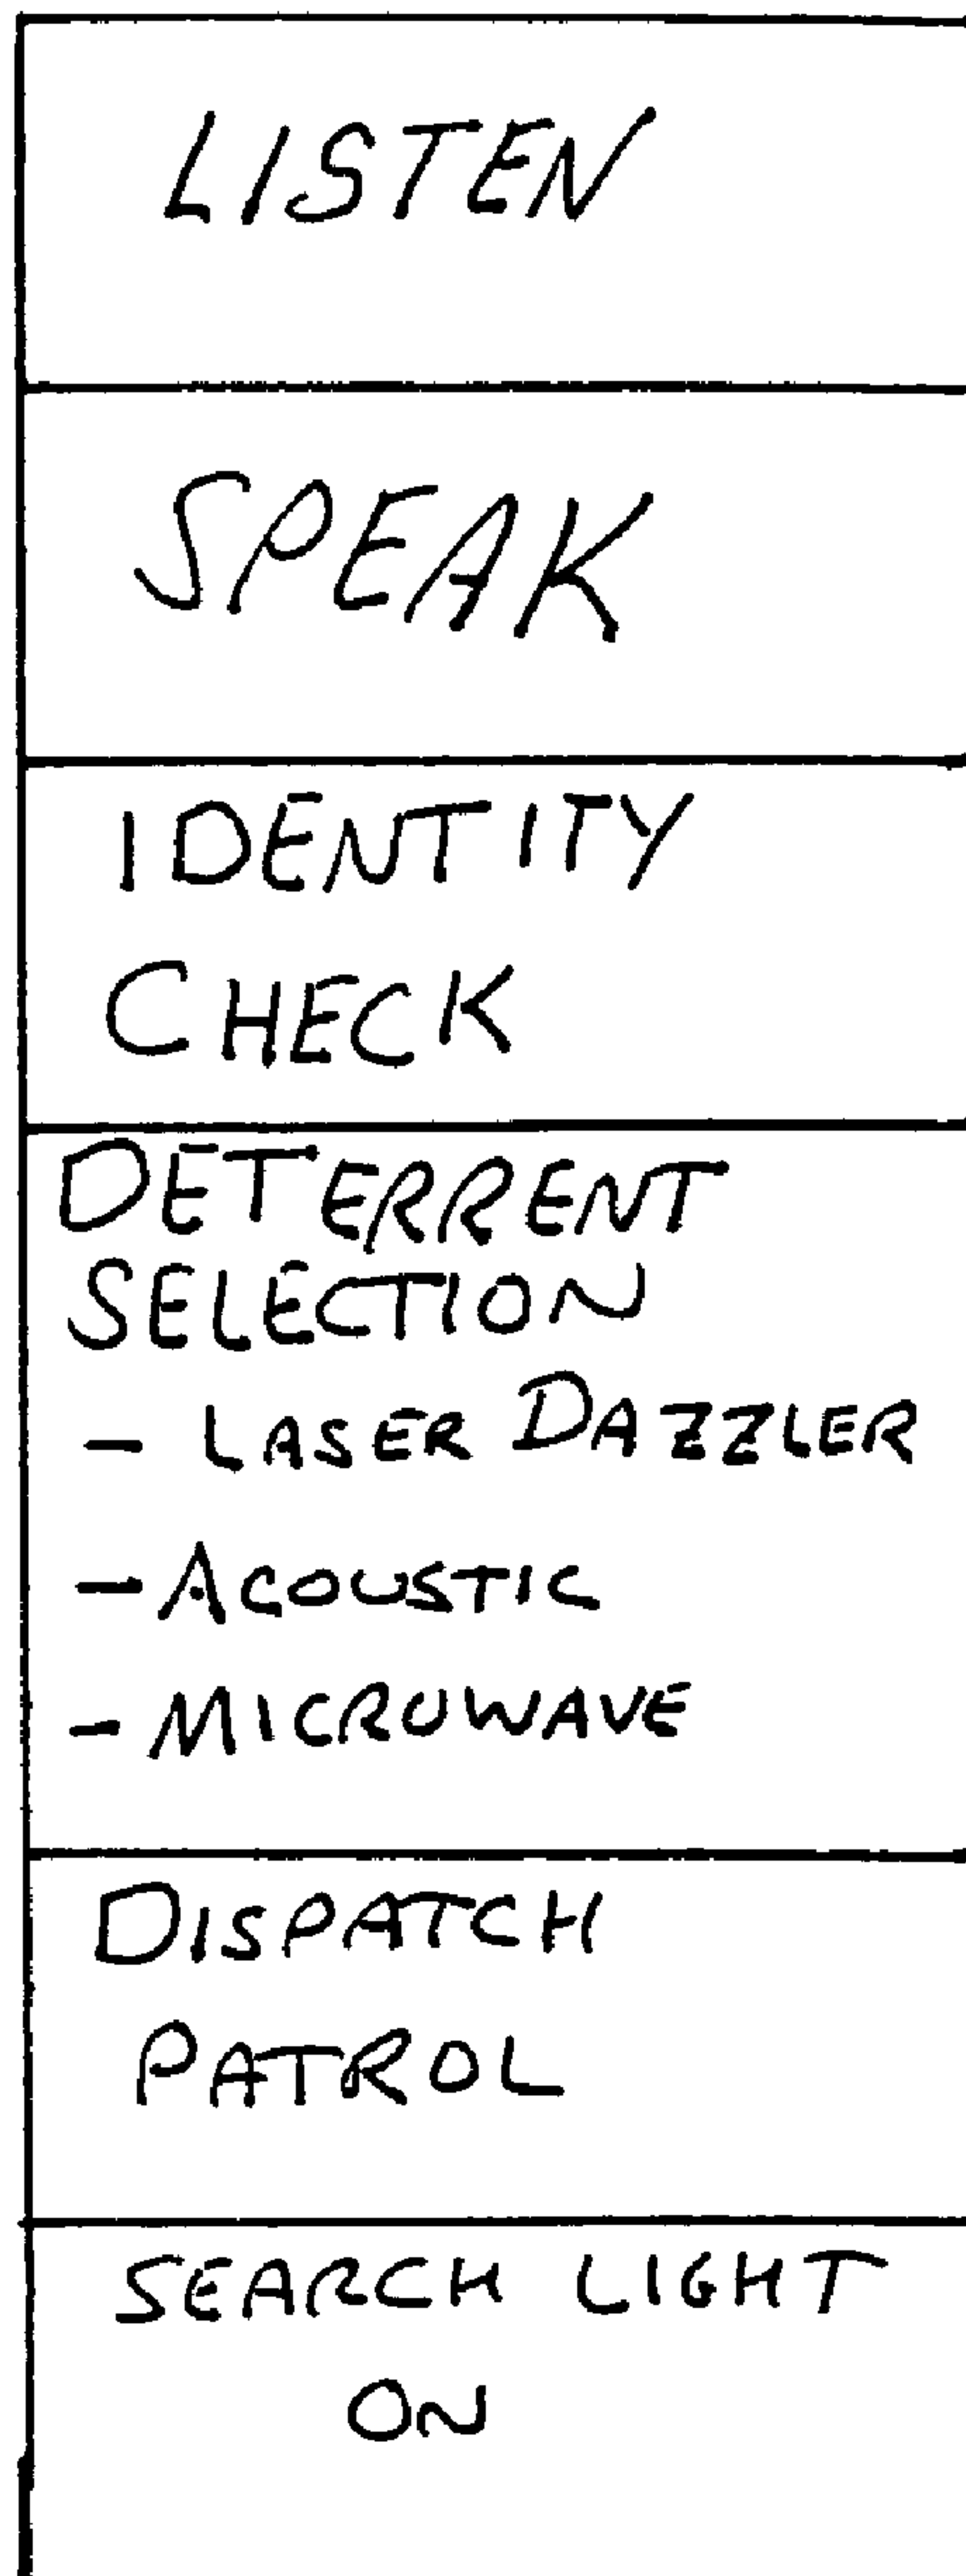 LISTEN
SPEAK
IDENTITY
CHECK
DETERRENT
SELECTION
- LASER DAZZLER
- ACOUSTIC
- MICROWAVE
DISPATCH
PATROL
SEARCH LIGHT
ON